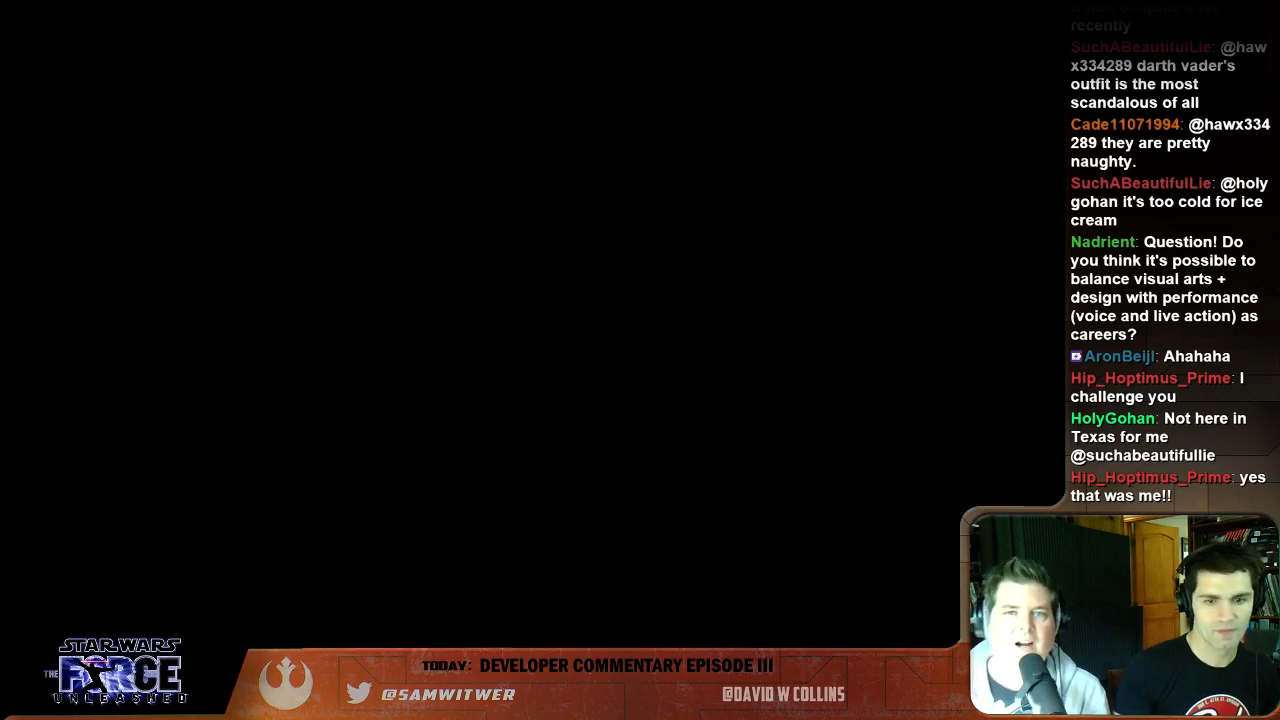 recently
SuchABeautifulLie: @haw
x334289 darth vader's
outfit is the most
scandalous of all
Cade11071994: @hawx334
289 they are pretty
naughty.
SuchABeautifulLie: @holy
gohan it's too cold for ice
cream
Nadrient: Question! Do
you think it's possible to
balance visual arts +
design with performance
(voice and live action) as
careers?
AronBeijl: Ahahaha
Hip_Hoptimus_Prime: I
challenge you
HolyGohan: Not here in
Texas for me
@suchabeautifullie
Hip_Hoptimus_Prime: yes
that was me!!
STAR WARS
THE FORCE
UNLEASHED
TODAY: DEVELOPER COMMENTARY EPISODE III
@SAMWITWER
@DAVID W COLLINS